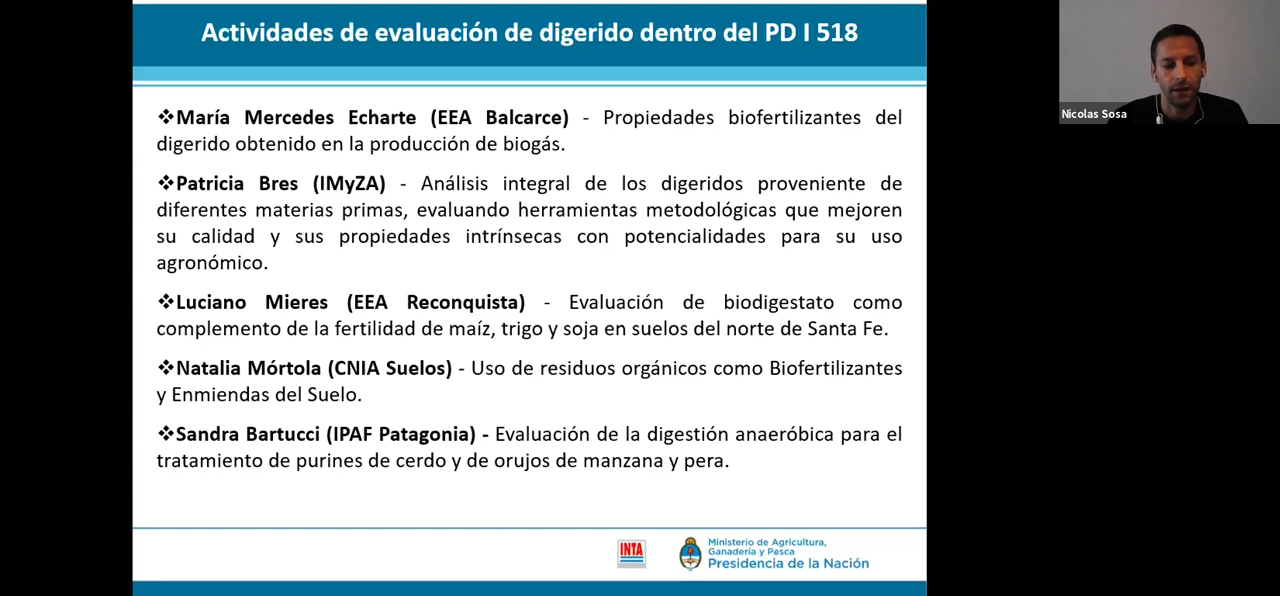 Actividades de evaluación de digerido dentro del PD I 518
❖María Mercedes Echarte (EEA Balcarce) - Propiedades biofertilizantes del
digerido obtenido en la producción de biogás.
❖Patricia Bres (IMyZA) - Análisis integral de los digeridos proveniente de
diferentes materias primas, evaluando herramientas metodológicas que mejoren
su calidad y sus propiedades intrínsecas con potencialidades para su uso
agronómico.
❖Luciano Mieres (EEA Reconquista) - Evaluación de biodigestato como
complemento de la fertilidad de maíz, trigo y soja en suelos del norte de Santa Fe.
❖Natalia Mórtola (CNIA Suelos) - Uso de residuos orgánicos como Biofertilizantes
y Enmiendas del Suelo.
❖Sandra Bartucci (IPAF Patagonia) - Evaluación de la digestión anaeróbica para el
tratamiento de purines de cerdo y de orujos de manzana y pera.
INTA
Ministerio de Agricultura,
Ganadería y Pesca
Presidencia de la Nación
Nicolas Sosa